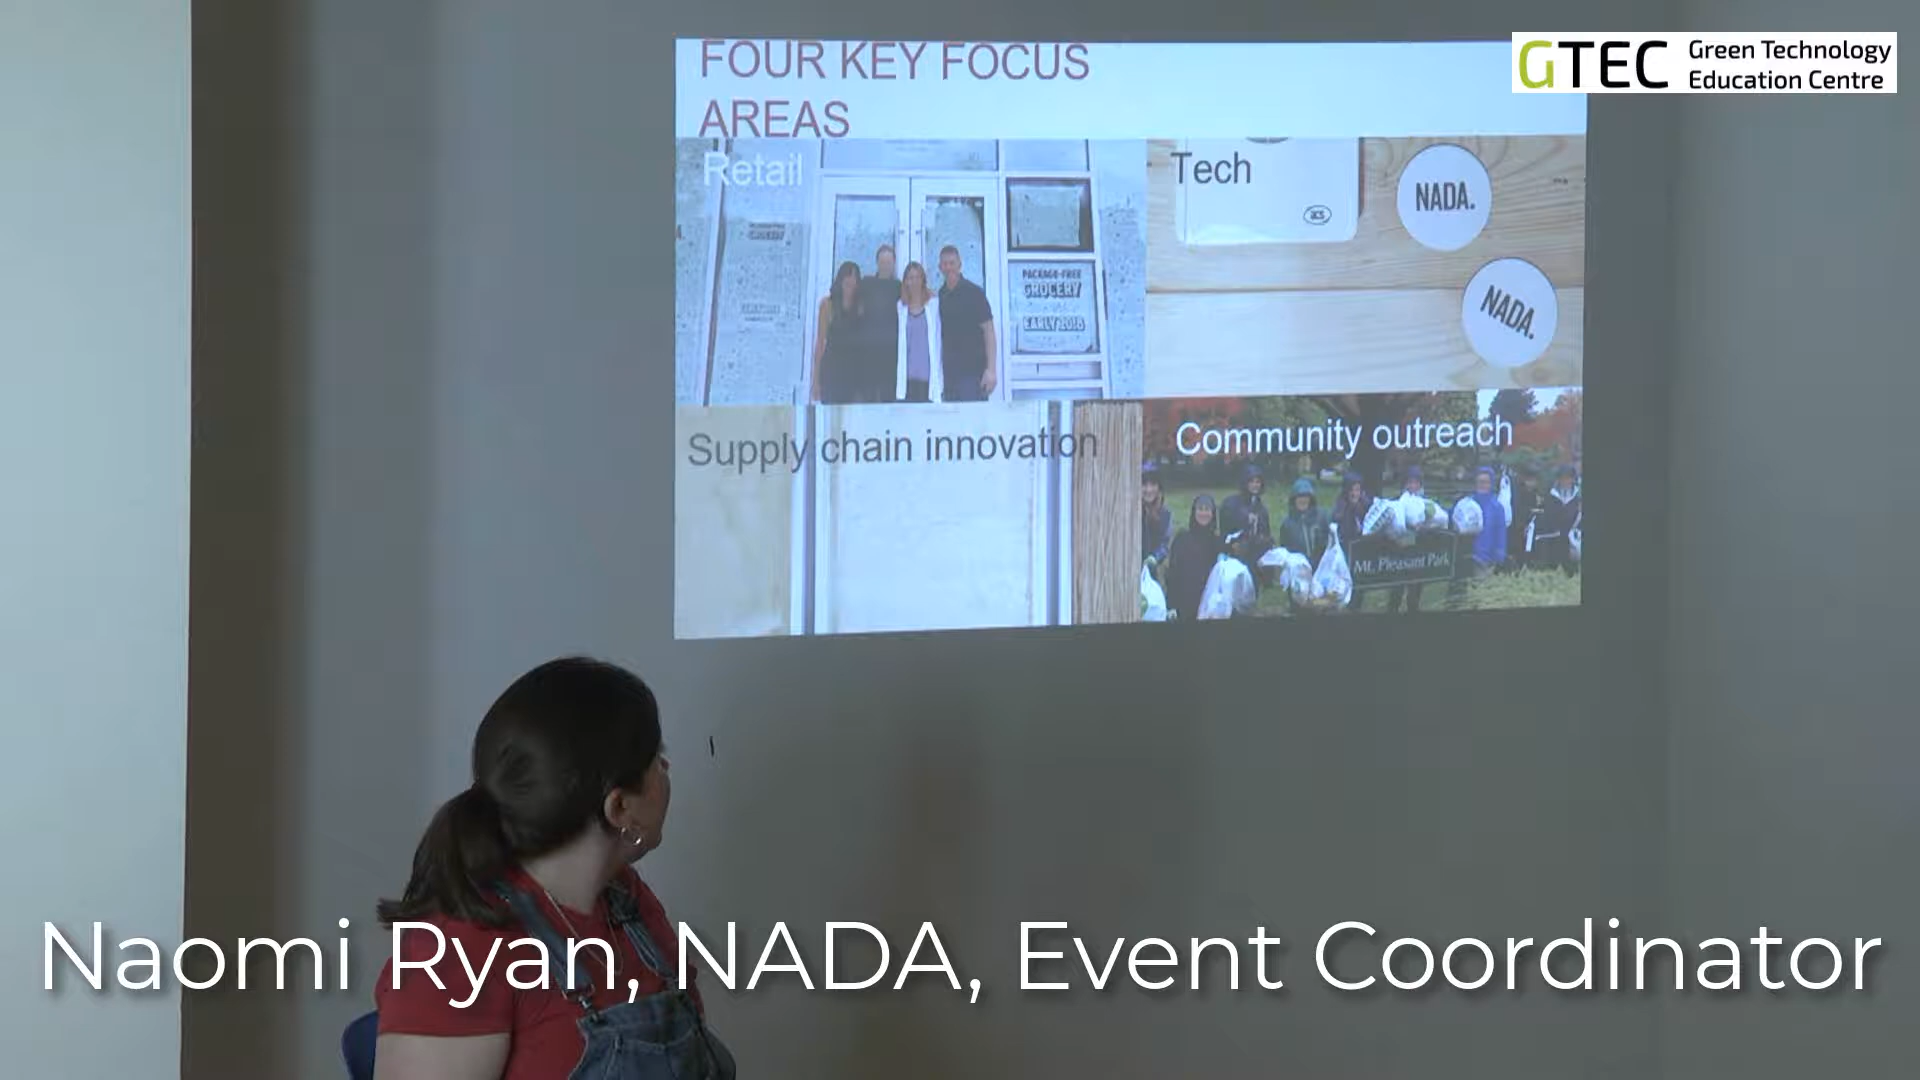 FOUR KEY FOCUS
AREAS
GTEC Green Technology
Education Centre
Retail
Tech
NADA.
NADA.
PACKAGE-FREE
GROCERY
EARLY 2018
Supply chain innovation
Community outreach
Mt. Pleasant Park
Naomi Ryan, NADA, Event Coordinator